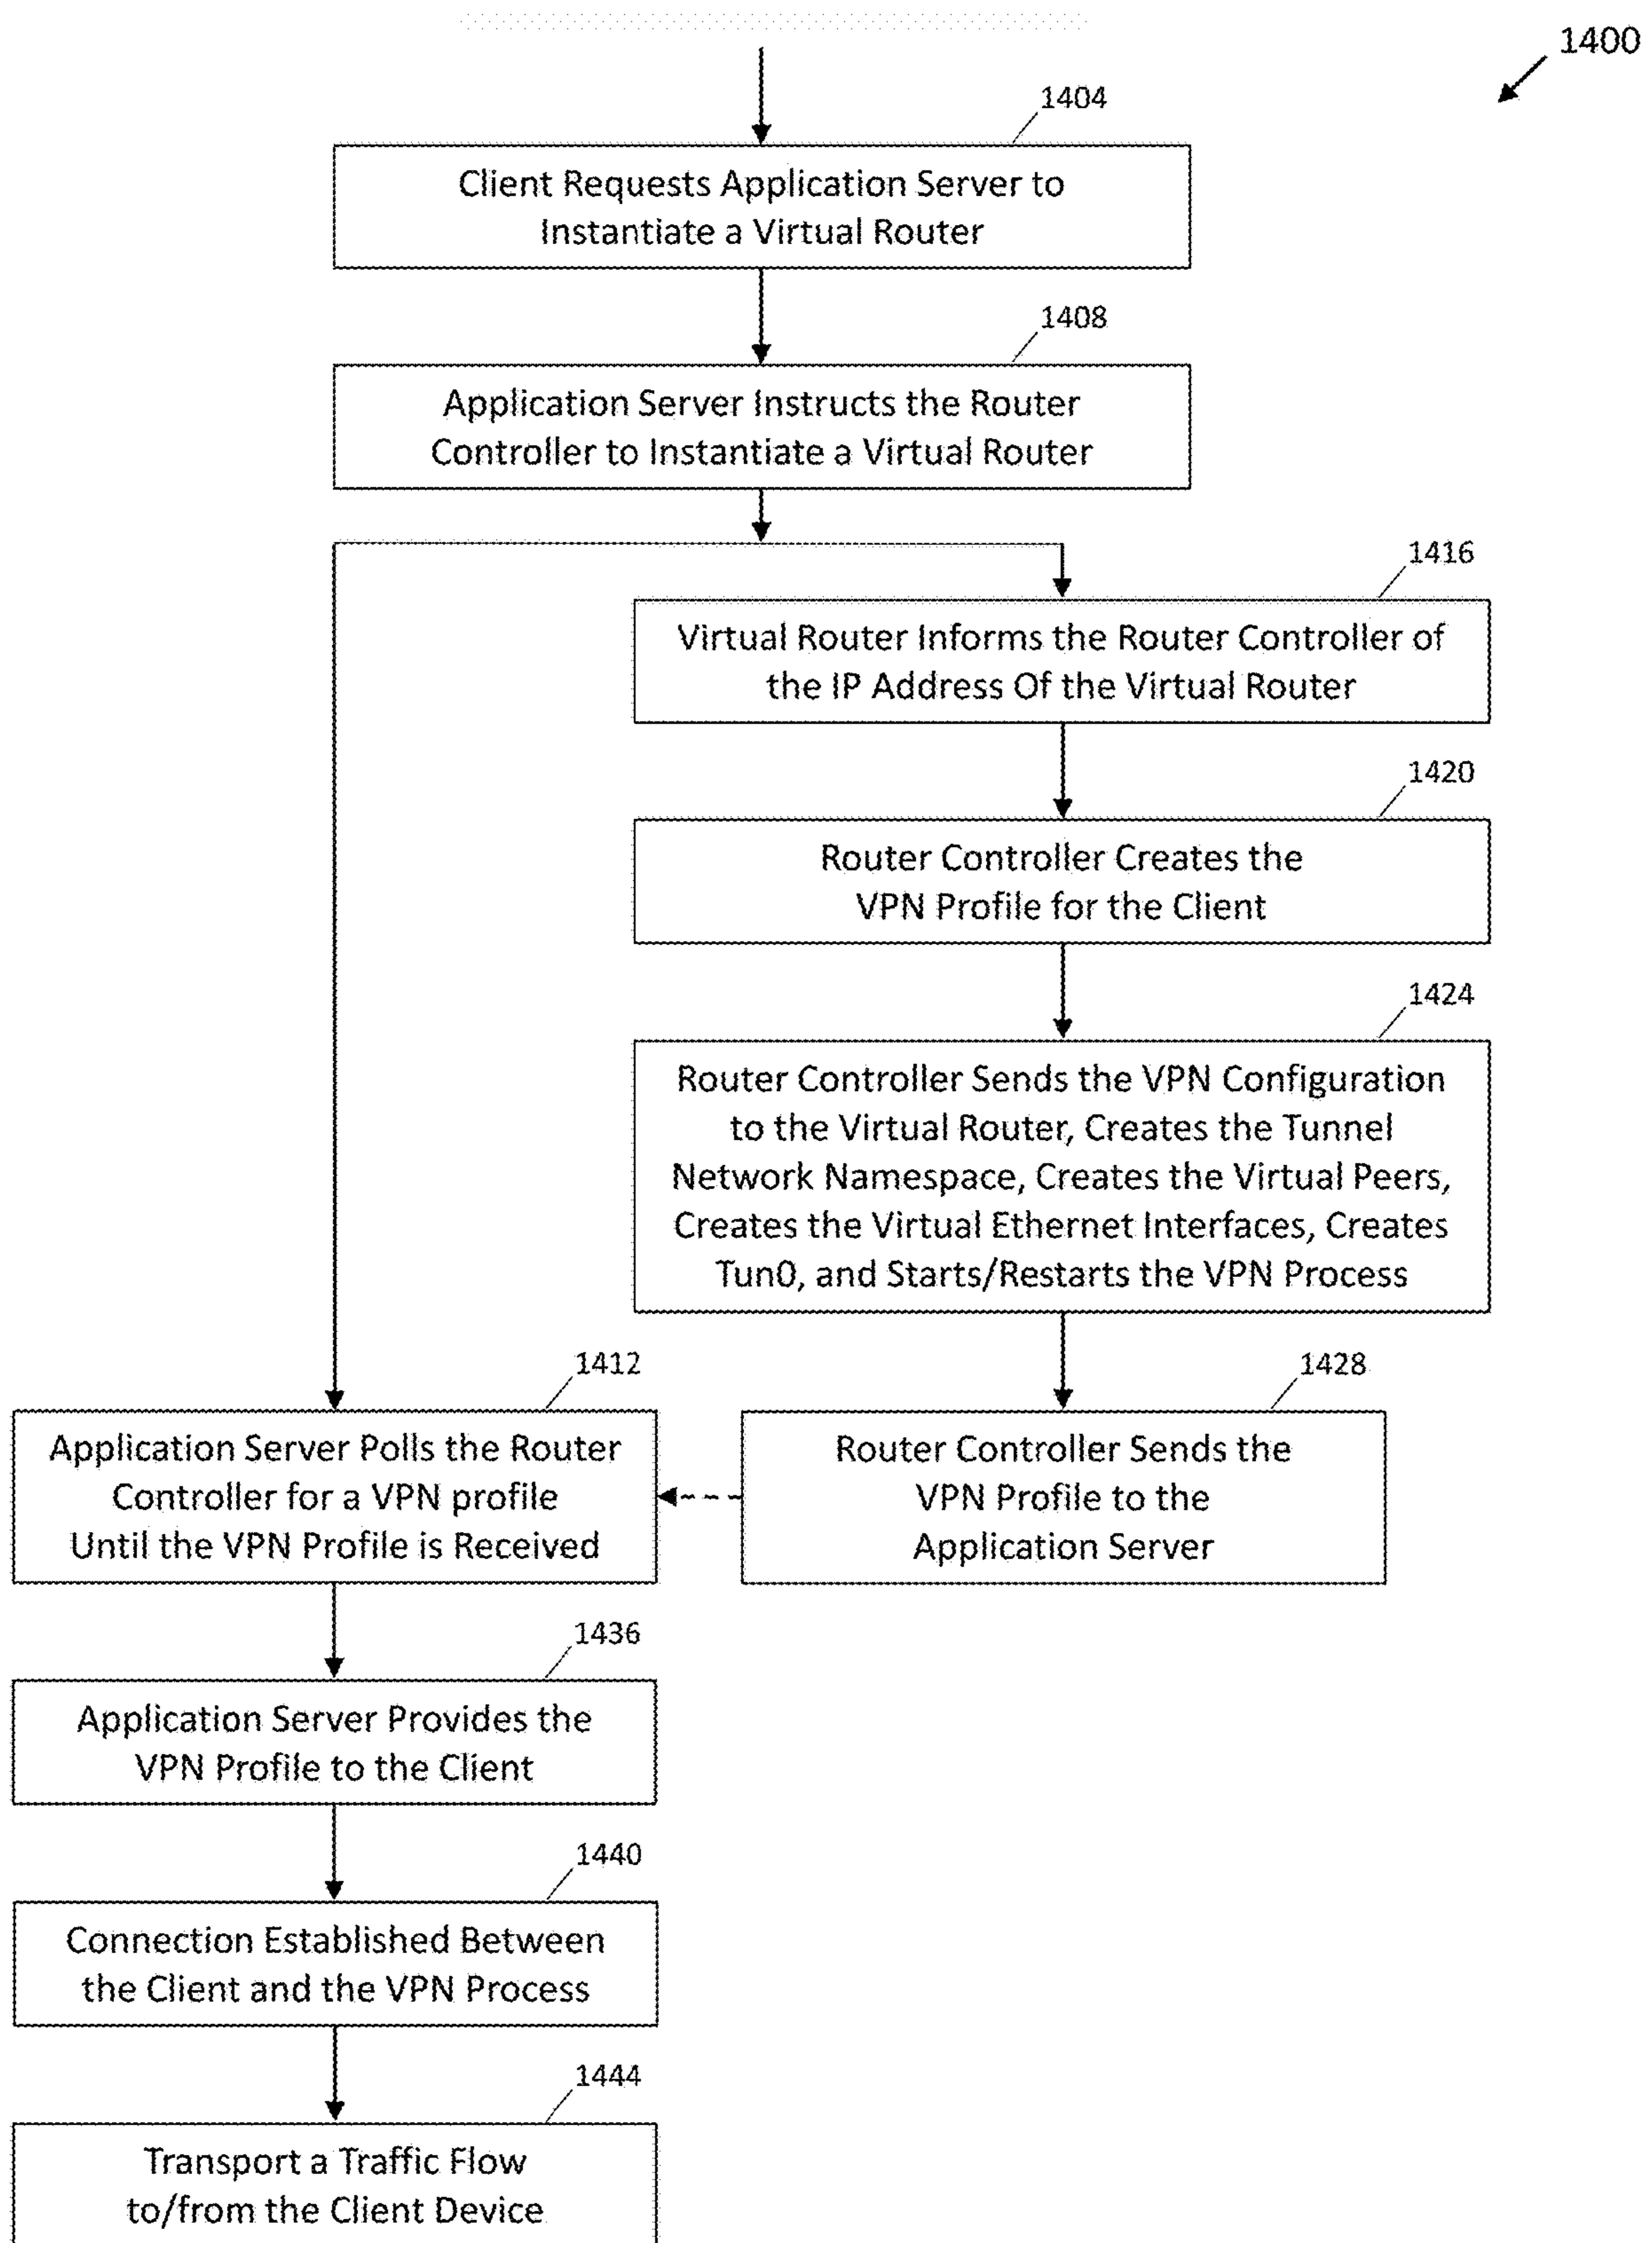 1400
1404
Client Requests Application Server to
Instantiate a Virtual Router
1408
Application Server Instructs the Router
Controller to Instantiate a Virtual Router
1416
Virtual Router Informs the Router Controller of
the IP Address Of the Virtual Router
1420
Router Controller Creates the
VPN Profile for the Client
1424
Router Controller Sends the VPN Configuration
to the Virtual Router, Creates the Tunnel
Network Namespace, Creates the Virtual Peers,
Creates the Virtual Ethernet Interfaces, Creates
Tun0, and Starts/Restarts the VPN Process
1412
Application Server Polls the Router
Controller for a VPN profile
Until the VPN Profile is Received
1428
Router Controller Sends the
VPN Profile to the
Application Server
1436
Application Server Provides the
VPN Profile to the Client
1440
Connection Established Between
the Client and the VPN Process
1444
Transport a Traffic Flow
to/from the Client Device